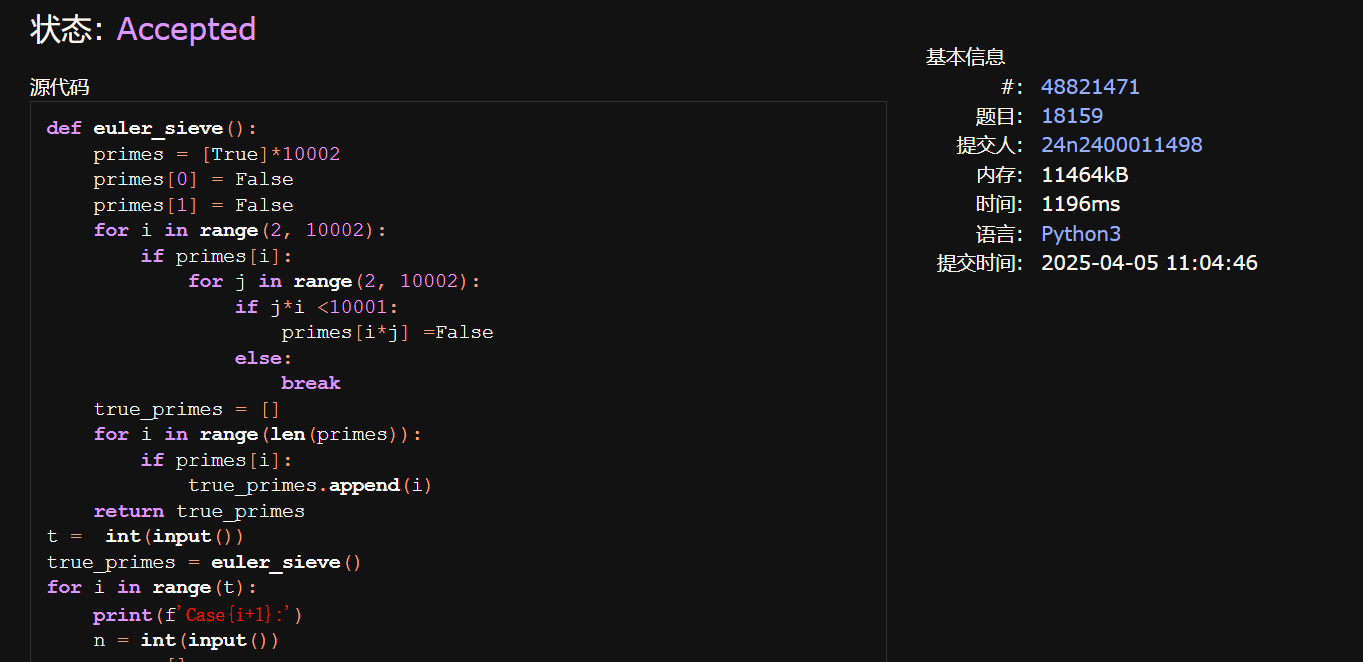 状态: Accepted
源代码
def euler_sieve():
    primes = [True]*10002
    primes[0] = False
    primes[1] = False
    for i in range(2, 10002):
        if primes[i]:
            for j in range(2, 10002):
                if j*i <10001:
                    primes[i*j] =False
                else:
                    break
    true_primes = []
    for i in range(len(primes)):
        if primes[i]:
            true_primes.append(i)
    return true_primes
t =  int(input())
true_primes = euler_sieve()
for i in range(t):
    print(f'Case{i+1}:')
    n = int(input())
基本信息
#: 48821471
题目: 18159
提交人: 24n2400011498
内存: 11464kB
时间: 1196ms
语言: Python3
提交时间: 2025-04-05 11:04:46